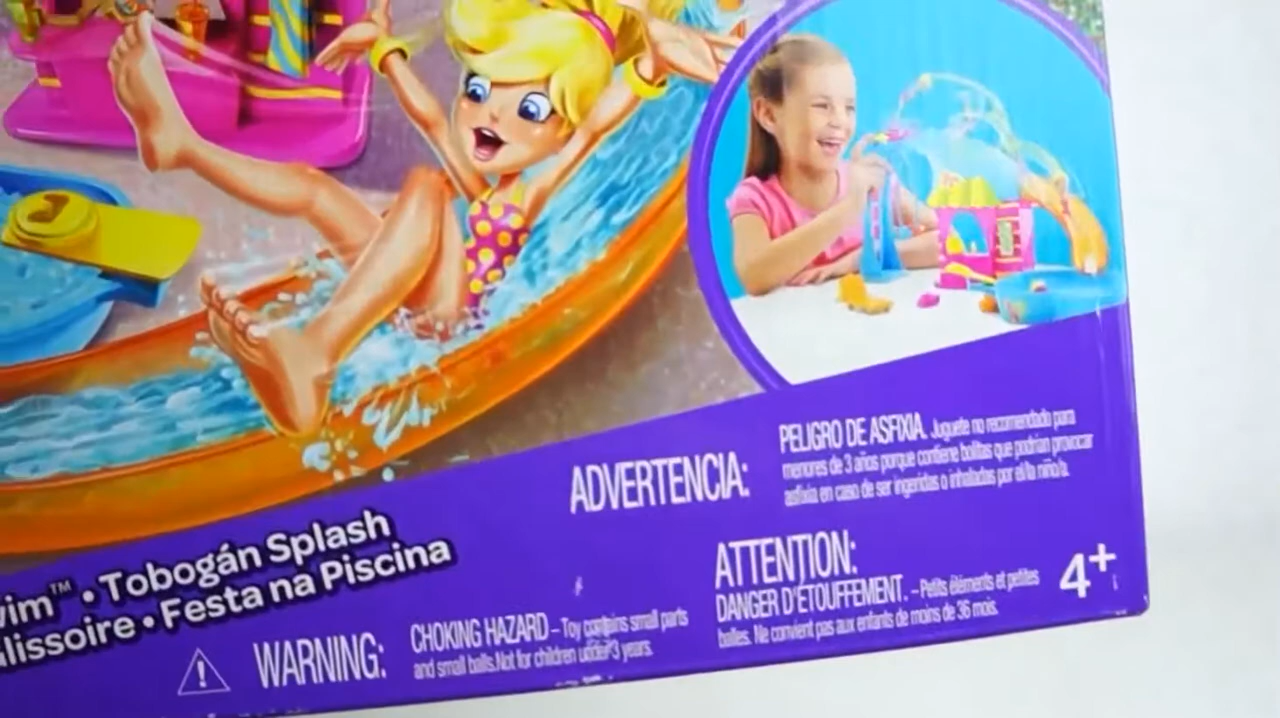 vim™ • Tobogán Splash
lissoire • Festa na Piscina
ADVERTENCIA:
PELIGRO DE ASFIXIA. Juguete no recomendado para
menores de 3 años porque contiene bolitas que podrían provocar
asfixia en caso de ser ingeridas o inhaladas por el/la niño/a.
ATTENTION:
DANGER D'ÉTOUFFEMENT. – Petits éléments et petites
balles. Ne convient pas aux enfants de moins de 36 mois.
4+
WARNING:
CHOKING HAZARD – Toy contains small parts
and small balls. Not for children under 3 years.